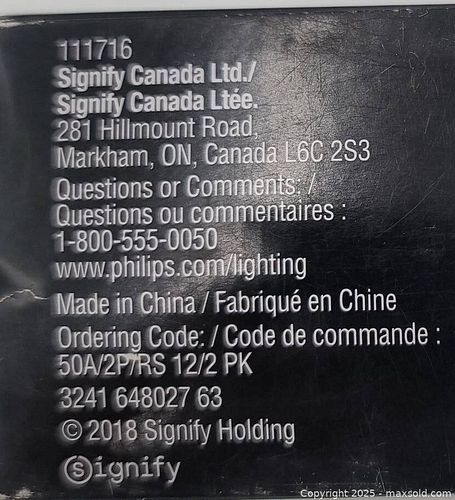 111716
Signify Canada Ltd./
Signify Canada Ltée.
281 Hillmount Road,
Markham, ON, Canada L6C 2S3
Questions or Comments: /
Questions ou commentaires :
1-800-555-0050
www.philips.com/lighting
Made in China / Fabriqué en Chine
Ordering Code: / Code de commande :
50A/2P/RS 12/2 PK
3241 648027 63
© 2018 Signify Holding
Signify
Copyright 2025 - maxsold.com